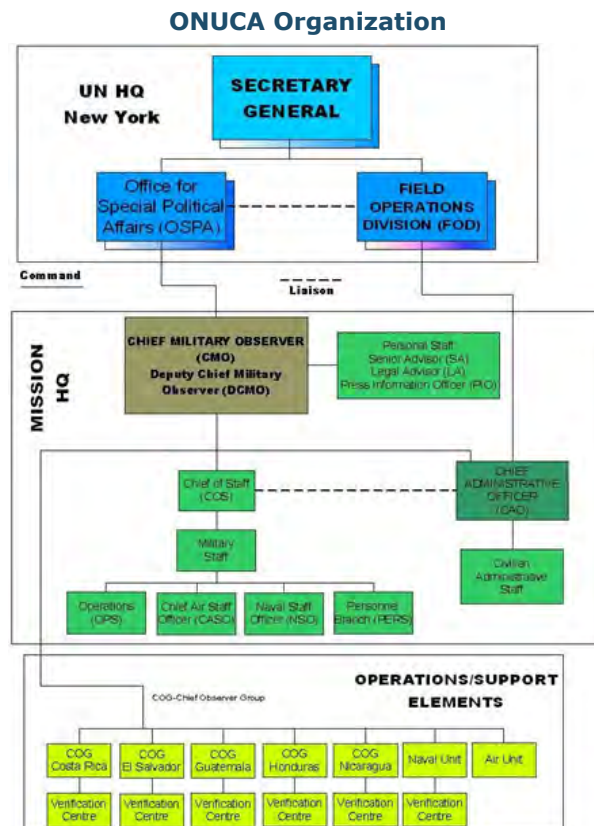 ONUCA Organization
UN HQ
New York
SECRETARY
GENERAL
Office for
Special Political
Affairs (OSPA)
FIELD
OPERATIONS
DIVISION (FOD)
Command
Liaison
MISSION
HQ
CHIEF MILITARY OBSERVER
(CMO)
Deputy Chief Military
Observer (DCMO)
Personal Staff
Senior Advisor (SA)
Legal Advisor (LA)
Press Information Officer (PIO)
Chief of Staff
(COS)
CHIEF
ADMINISTRATIVE
OFFICER
(CAO)
Military
Staff
Civilian
Administrative
Staff
Operations
(OPS)
Chief Air Staff
Officer (CASO)
Naval Staff
Officer (NSO)
Personnel
Branch (PERS)
OPERATIONS/SUPPORT
ELEMENTS
COG-Chief Observer Group
COG
Costa Rica
COG
El Salvador
COG
Guatemala
COG
Honduras
COG
Nicaragua
Naval Unit
Air Unit
Verification
Centre
Verification
Centre
Verification
Centre
Verification
Centre
Verification
Centre
Verification
Centre